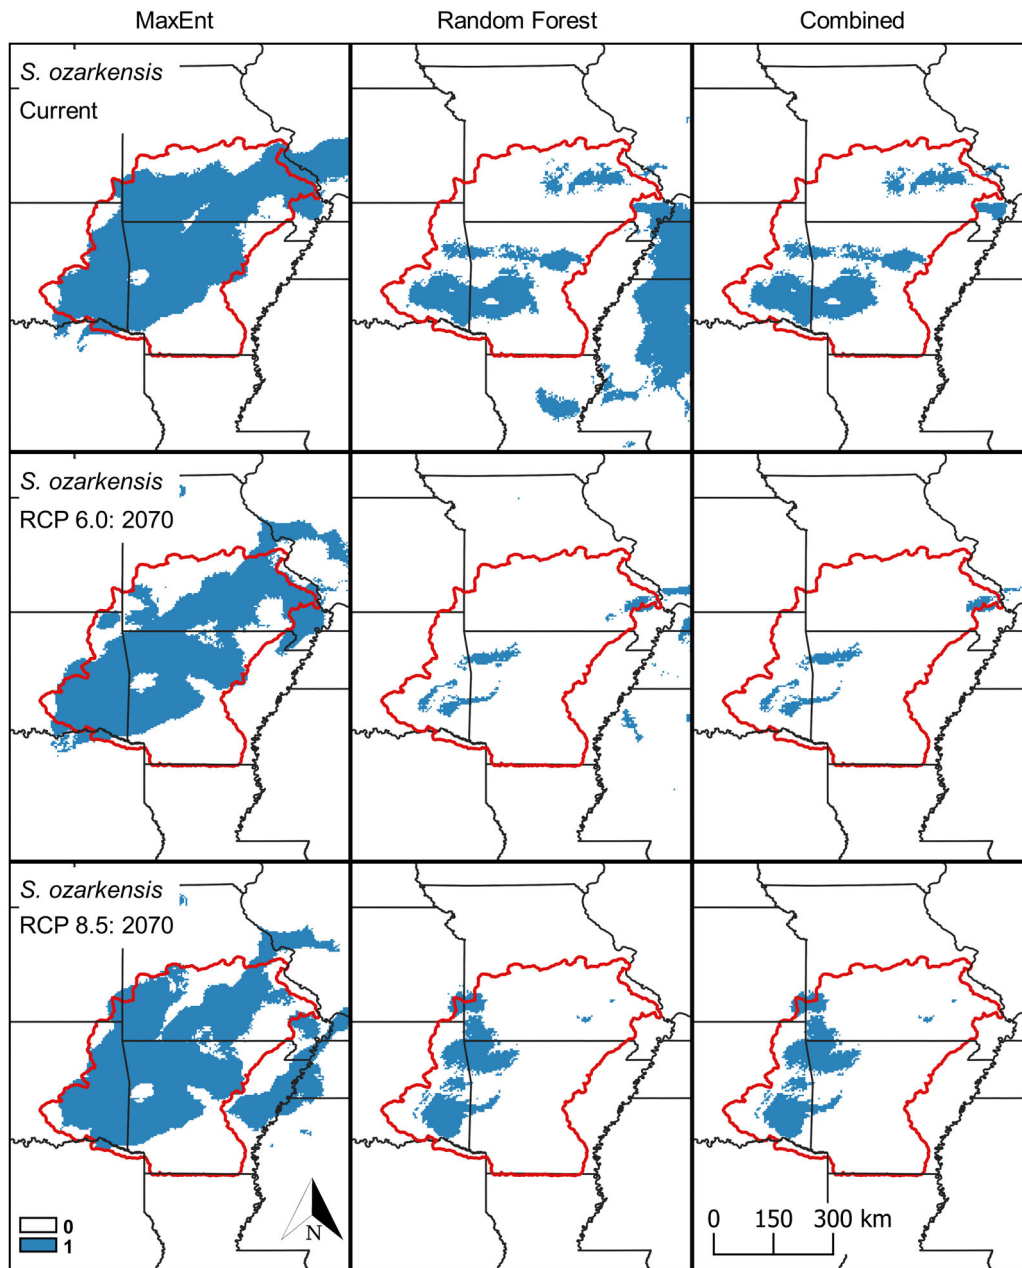 MaxEnt Random Forest Combined
S. ozarkensis
Current
S. ozarkensis
RCP 6.0: 2070
S. ozarkensis
RCP 8.5: 2070
0
1
N
0 150 300 km